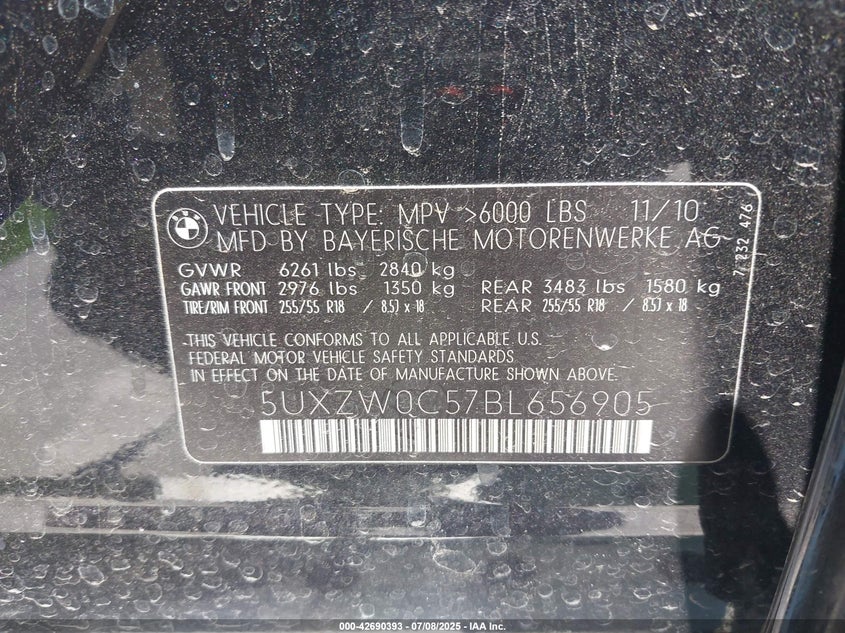 BMW
VEHICLE TYPE: MPV >6000 LBS 11/10
MFD BY BAYERISCHE MOTORENWERKE AG
GVWR 6261 lbs 2840 kg
GAWR FRONT 2976 lbs 1350 kg REAR 3483 lbs 1580 kg
TIRE/RIM FRONT 255/55 R18 / 8.5J x 18 REAR 255/55 R18 / 8.5J x 18
THIS VEHICLE CONFORMS TO ALL APPLICABLE U.S.
FEDERAL MOTOR VEHICLE SAFETY STANDARDS
IN EFFECT ON THE DATE OF MANUFACTURE SHOWN ABOVE.
5UXZW0C57BL656905
7 232 476
000-42690393 - 07/08/2025 - IAA Inc.